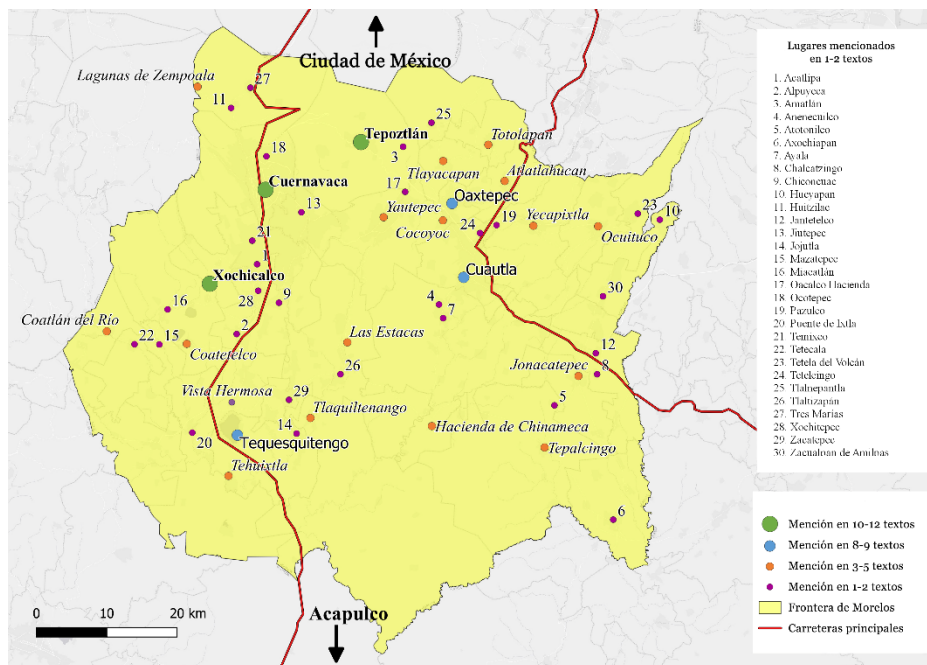 Ciudad de México
Lagunas de Zempoala
27
11
25
Tepoztlán
3
Totolapan
18
Tlayacapan
Atlatlahucan
Cuernavaca
17
Oaxtepec
13
Yautepec
Cocoyoc
24
19
Yecapixtla
23
10
Ocuituco
21
1
Cuautla
Xochicalco
28
9
4
7
30
16
Coatlán del Río
22
15
2
Coatetelco
Las Estacas
12
Jonacatepec
8
26
Vista Hermosa
29
5
Tlaquiltenango
14
Hacienda de Chinameca
20
Tequesquitengo
Tepalcingo
Tehuixtla
6
Acapulco
0 10 20 km
Lugares mencionados
en 1-2 textos
1. Acatlipa
2. Alpuyeca
3. Amatlán
4. Anenecuilco
5. Atotonilco
6. Axochiapan
7. Ayala
8. Chalcatzingo
9. Chiconcuac
10. Hueyapan
11. Huitzilac
12. Jantetelco
13. Jiutepec
14. Jojutla
15. Mazatepec
16. Miacatlán
17. Oacalco Hacienda
18. Ocotepec
19. Pazulco
20. Puente de Ixtla
21. Temixco
22. Tetecala
23. Tetela del Volcán
24. Tetelcingo
25. Tlalnepantla
26. Tlaltizapán
27. Tres Marías
28. Xochitepec
29. Zacatepec
30. Zacualpan de Amilpas
Mención en 10-12 textos
Mención en 8-9 textos
Mención en 3-5 textos
Mención en 1-2 textos
Frontera de Morelos
Carreteras principales